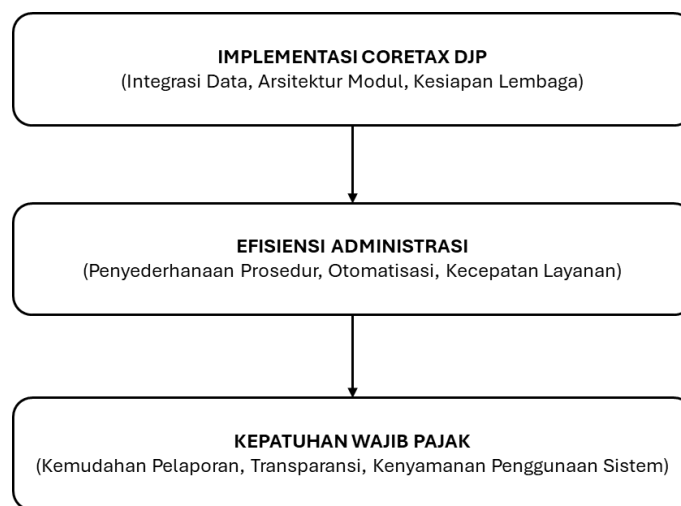 IMPLEMENTASI CORETAX DJP
(Integrasi Data, Arsitektur Modul, Kesiapan Lembaga)
EFISIENSI ADMINISTRASI
(Penyederhanaan Prosedur, Otomatisasi, Kecepatan Layanan)
KEPATUHAN WAJIB PAJAK
(Kemudahan Pelaporan, Transparansi, Kenyamanan Penggunaan Sistem)